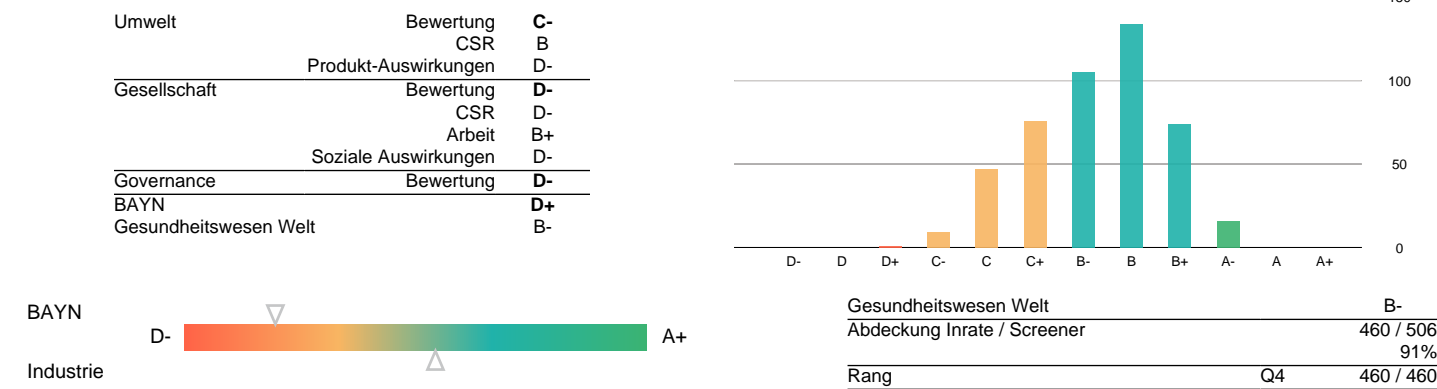 Umwelt Bewertung C-
CSR B
Produkt-Auswirkungen D-
Gesellschaft Bewertung D-
CSR D-
Arbeit B+
Soziale Auswirkungen D-
Governance Bewertung D-
BAYN D+
Gesundheitswesen Welt B-
100
50
0
D- D D+ C- C C+ B- B B+ A- A A+
BAYN
D- A+
Industrie
Gesundheitswesen Welt B-
Abdeckung Inrate / Screener 460 / 506
91%
Rang Q4 460 / 460